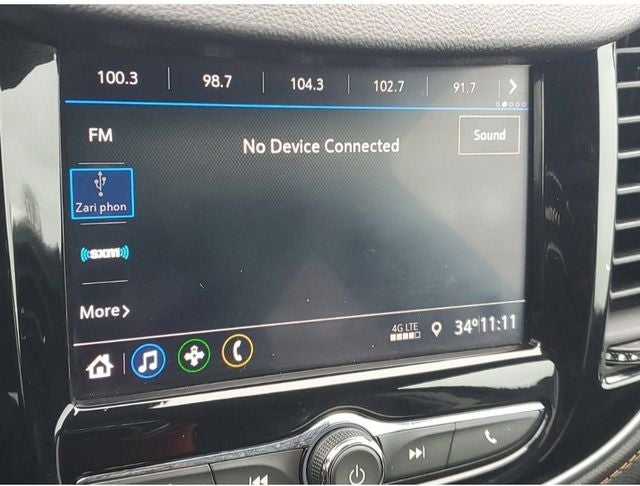 100.3 98.7 104.3 102.7 91.7
FM
No Device Connected
Sound
Zari phon
((sxm))
More
4G LTE
34° 11:11